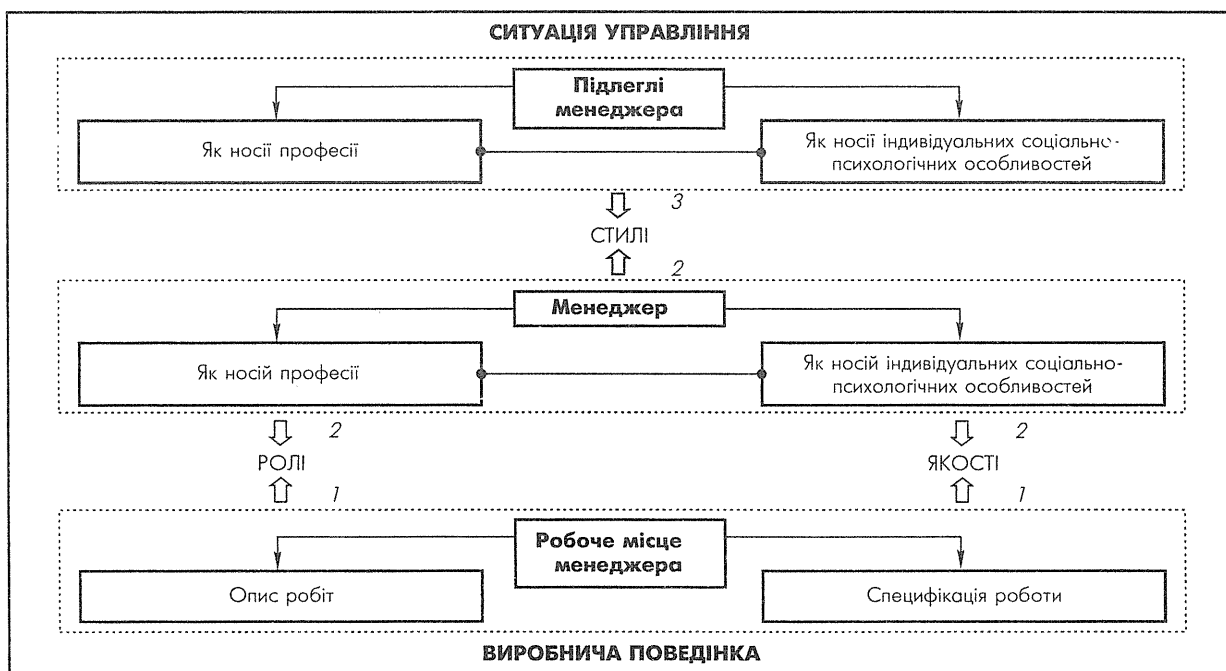 СИТУАЦІЯ УПРАВЛІННЯ
Підлеглі
менеджера
Як носії професії
Як носії індивідуальних соціально-
психологічних особливостей
3
СТИЛІ
2
Менеджер
Як носій професії
Як носій індивідуальних соціально-
психологічних особливостей
2
2
РОЛІ
ЯКОСТІ
1
1
Робоче місце
менеджера
Опис робіт
Специфікація роботи
ВИРОБНИЧА ПОВЕДІНКА